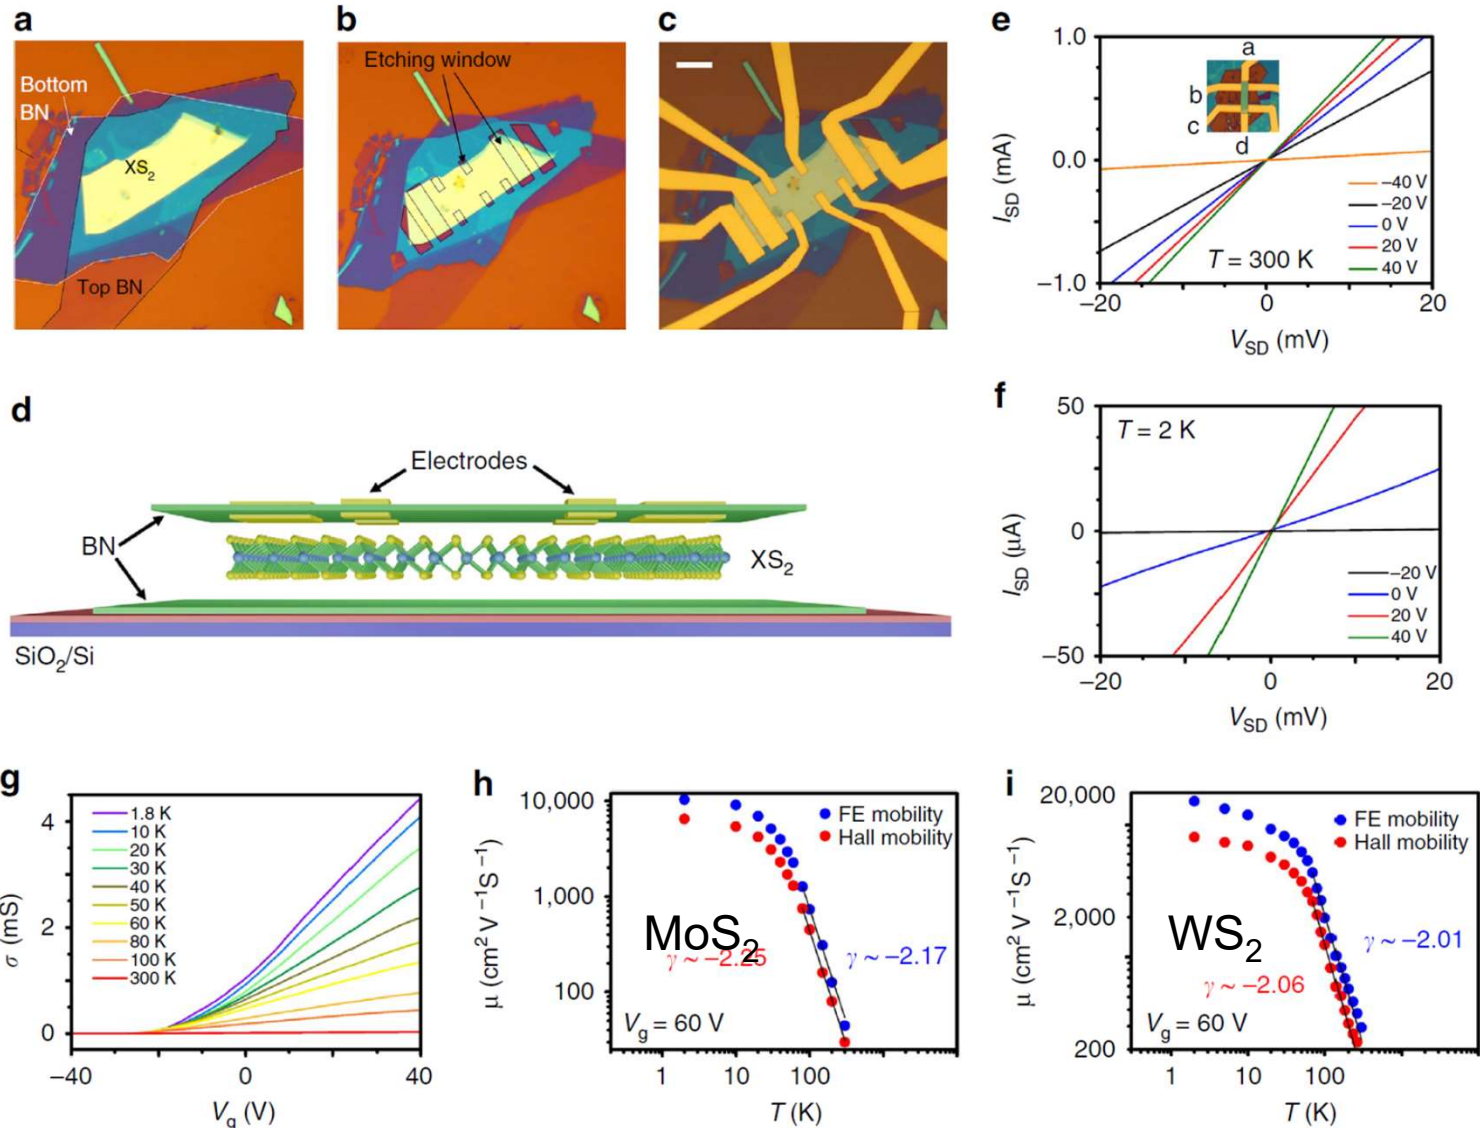 a
Bottom
BN
XS2
Top BN
b
Etching window
c
d
Electrodes
BN
XS2
SiO2/Si
e
1.0
0.0
−1.0
ISD (mA)
a
b
c
d
−40 V
−20 V
0 V
20 V
40 V
T = 300 K
−20
0
20
VSD (mV)
f
50
0
−50
ISD (μA)
T = 2 K
−20 V
0 V
20 V
40 V
−20
0
20
VSD (mV)
g
4
2
0
σ (mS)
1.8 K
10 K
20 K
30 K
40 K
50 K
60 K
80 K
100 K
300 K
−40
0
40
Vg (V)
h
10,000
1,000
100
μ (cm2 V −1S −1)
FE mobility
Hall mobility
MoS2
γ ~ −2.25
γ ~ −2.17
Vg = 60 V
1
10
100
T (K)
i
20,000
2,000
200
μ (cm2 V −1S −1)
FE mobility
Hall mobility
WS2
γ ~ −2.01
γ ~ −2.06
Vg = 60 V
1
10
100
T (K)